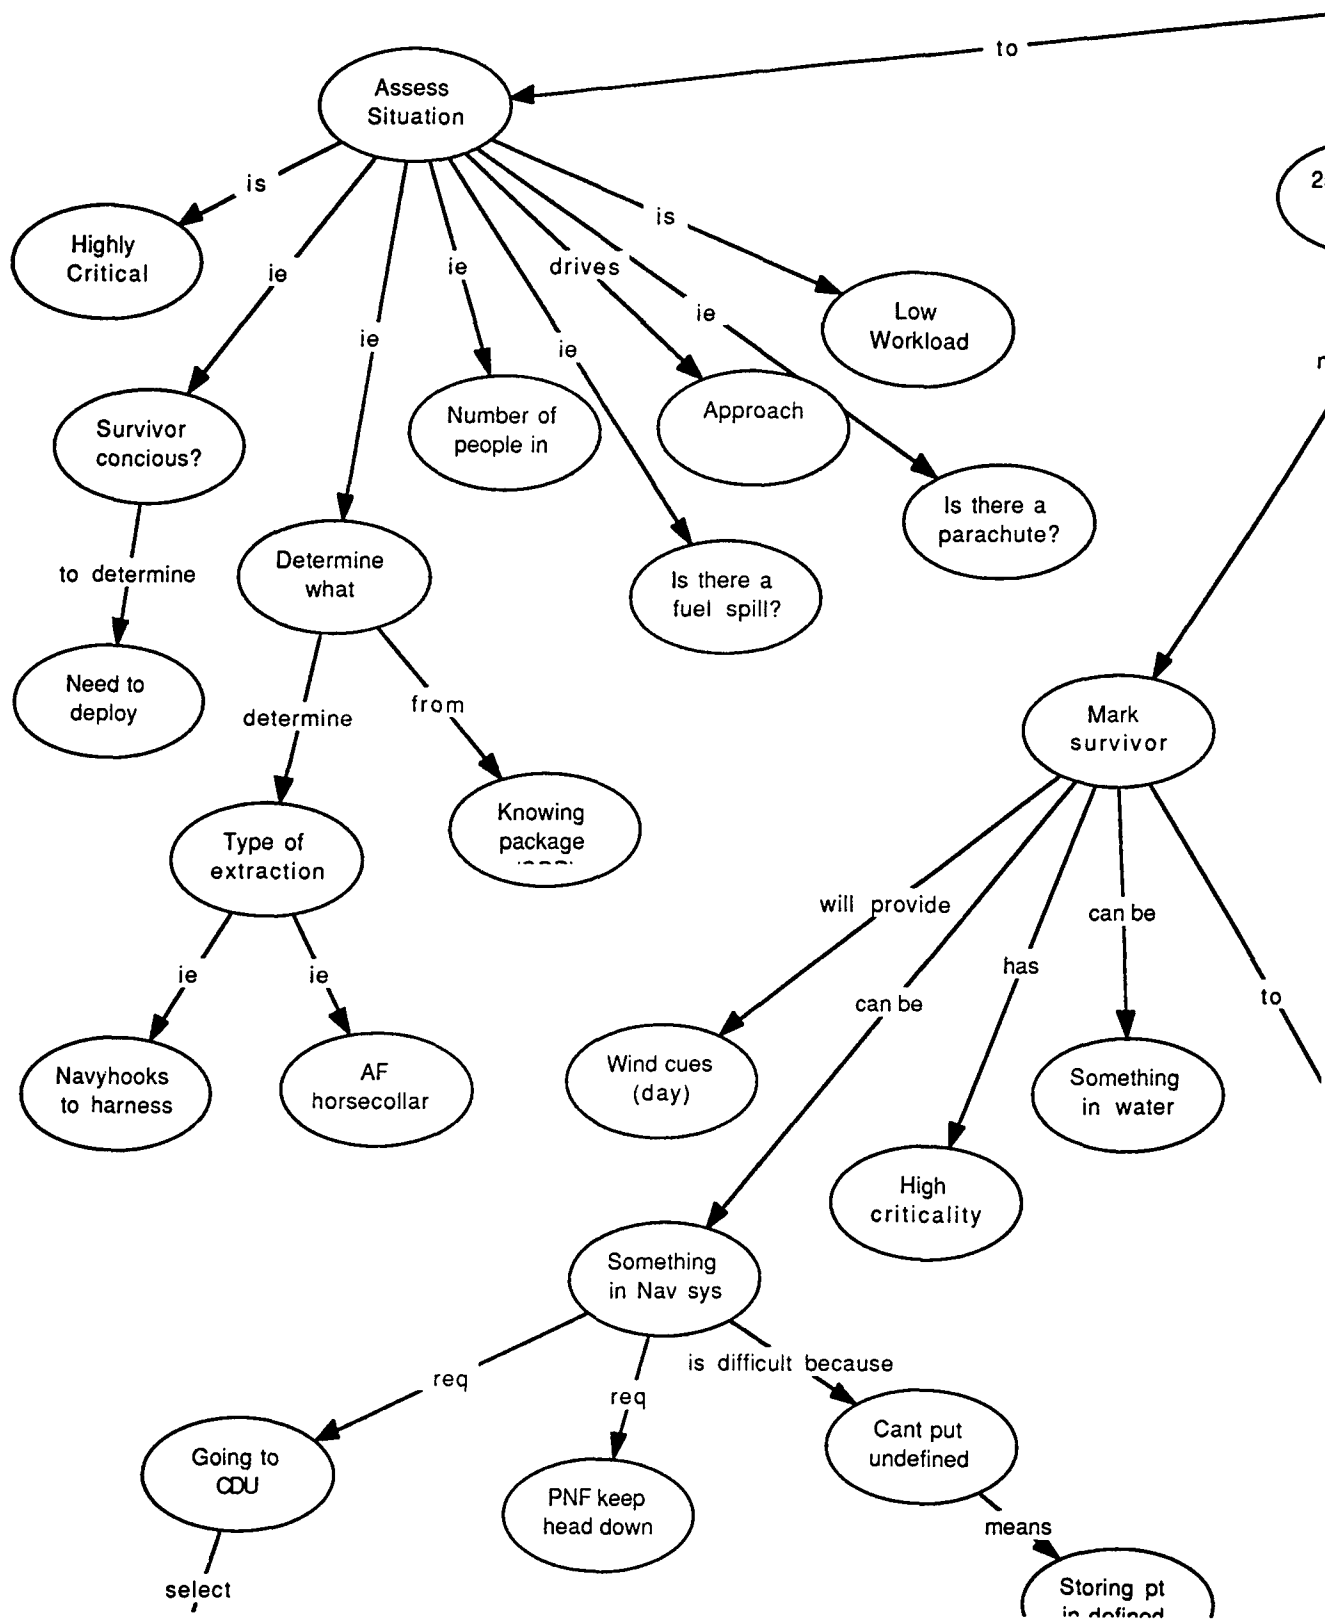 to
Assess
Situation
is
is
Highly
Critical
ie
ie
drives
ie
Low
Workload
ie
ie
Survivor
concious?
Number of
people in
Approach
Is there a
parachute?
to determine
Determine
what
Is there a
fuel spill?
Need to
deploy
determine
from
Mark
survivor
Type of
extraction
Knowing
package
will provide
can be
has
can be
to
ie
ie
Navyhooks
to harness
AF
horsecollar
Wind cues
(day)
Something
in water
High
criticality
Something
in Nav sys
req
req
is difficult because
Going to
CDU
PNF keep
head down
Cant put
undefined
means
select
Storing pt
in defined